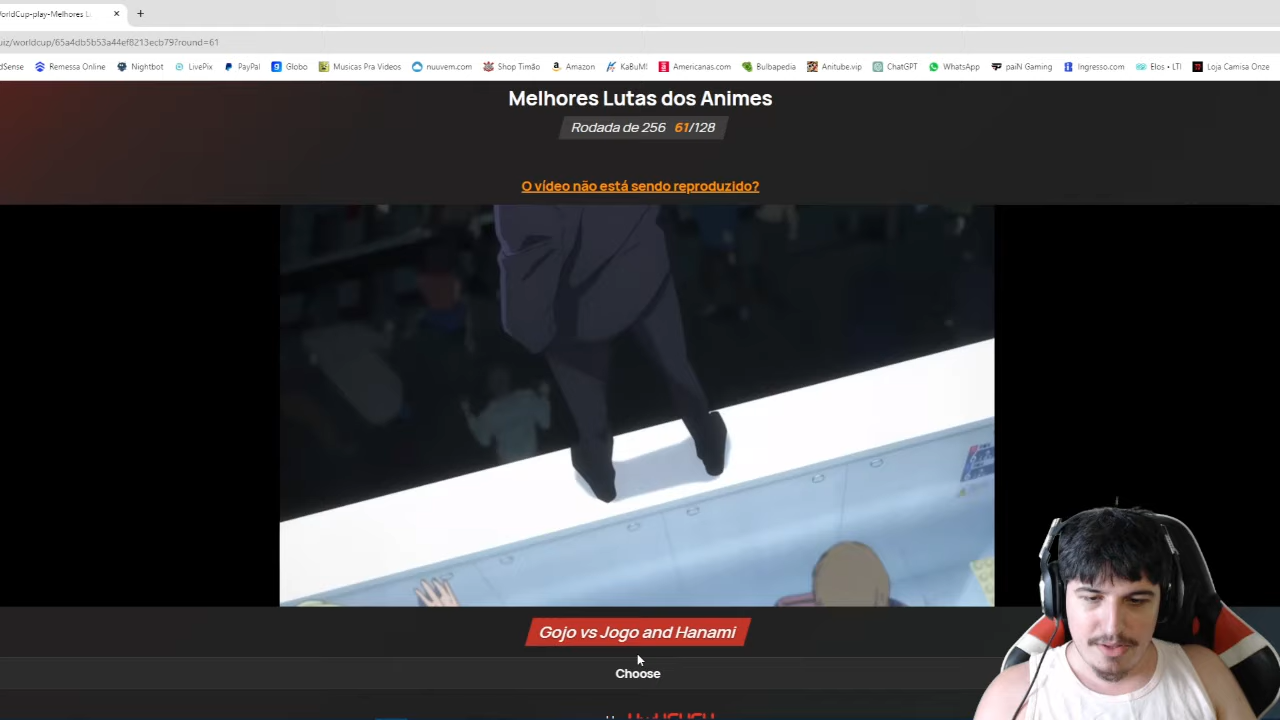 orldCup-play-Melhores L
uiz/worldcup/65a4db5b53a44ef8213ecb79?round=61
dSense Remessa Online Nightbot LivePix PayPal Globo Musicas Pra Videos nuuvem.com Shop Timão Amazon KaBuM! Americanas.com Bulbapedia Anitube.vip ChatGPT WhatsApp paiN Gaming Ingresso.com Elos • LT! Loja Camisa Onze
Melhores Lutas dos Animes
Rodada de 256 61/128
O vídeo não está sendo reproduzido?
Gojo vs Jogo and Hanami
Choose